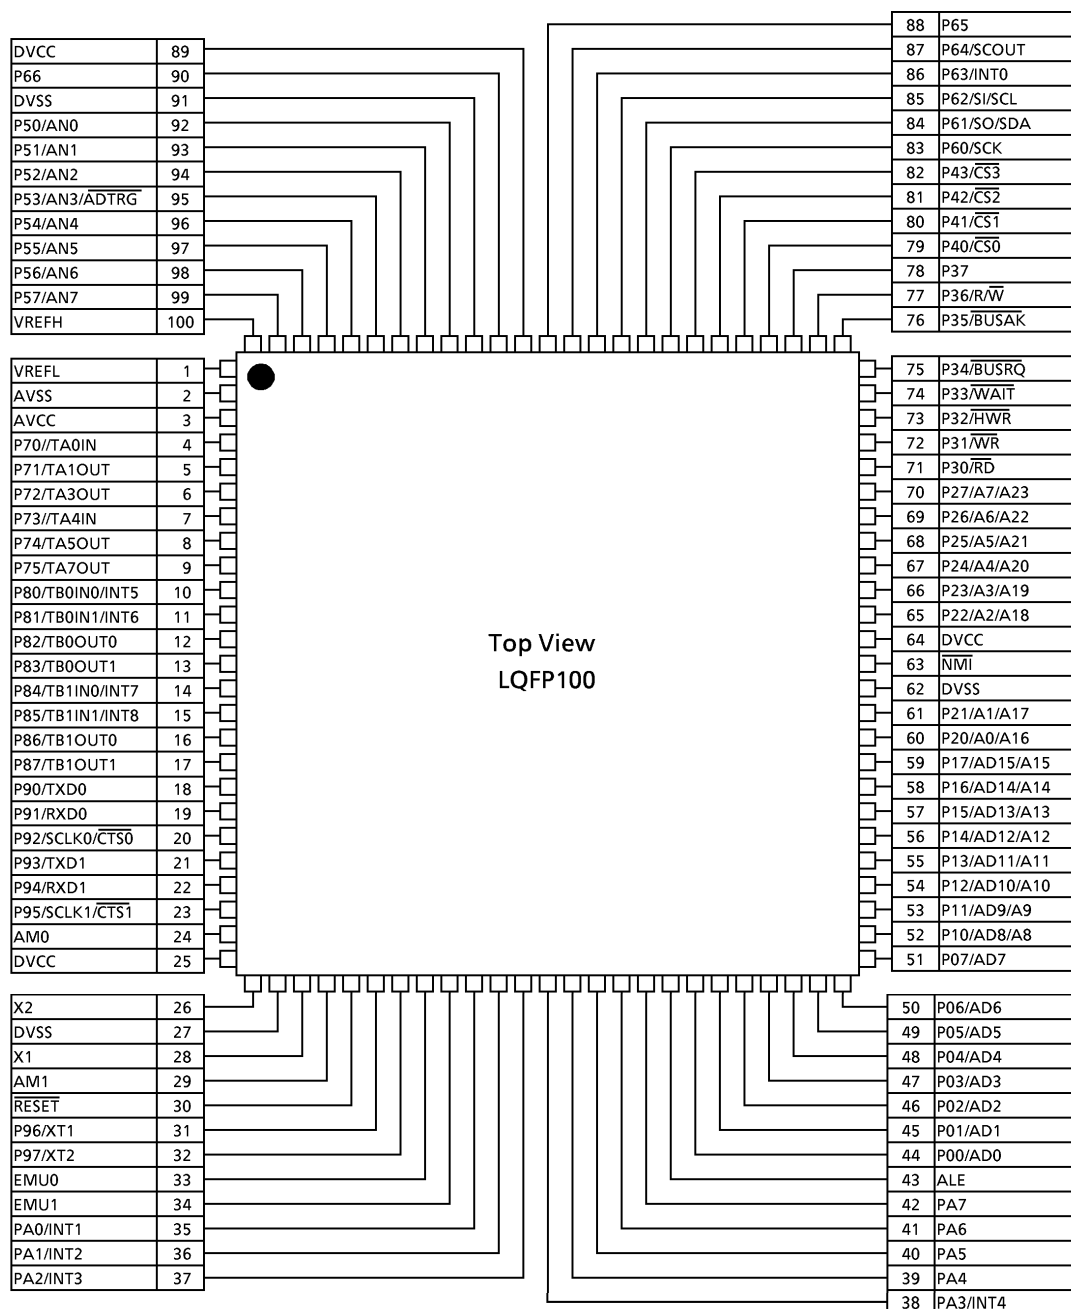 DVCC 89
P66 90
DVSS 91
P50/AN0 92
P51/AN1 93
P52/AN2 94
P53/AN3/A̅D̅T̅R̅G̅ 95
P54/AN4 96
P55/AN5 97
P56/AN6 98
P57/AN7 99
VREFH 100
88 P65
87 P64/SCOUT
86 P63/INT0
85 P62/SI/SCL
84 P61/SO/SDA
83 P60/SCK
82 P43/C̅S̅3̅
81 P42/C̅S̅2̅
80 P41/C̅S̅1̅
79 P40/C̅S̅0̅
78 P37
77 P36/R/W̅
76 P35/B̅U̅S̅A̅K̅
VREFL 1
AVSS 2
AVCC 3
P70//TA0IN 4
P71/TA1OUT 5
P72/TA3OUT 6
P73//TA4IN 7
P74/TA5OUT 8
P75/TA7OUT 9
P80/TB0IN0/INT5 10
P81/TB0IN1/INT6 11
P82/TB0OUT0 12
P83/TB0OUT1 13
P84/TB1IN0/INT7 14
P85/TB1IN1/INT8 15
P86/TB1OUT0 16
P87/TB1OUT1 17
P90/TXD0 18
P91/RXD0 19
P92/SCLK0/C̅T̅S̅0̅ 20
P93/TXD1 21
P94/RXD1 22
P95/SCLK1/C̅T̅S̅1̅ 23
AM0 24
DVCC 25
Top View
LQFP100
75 P34/B̅U̅S̅R̅Q̅
74 P33/W̅A̅I̅T̅
73 P32/H̅W̅R̅
72 P31/W̅R̅
71 P30/R̅D̅
70 P27/A7/A23
69 P26/A6/A22
68 P25/A5/A21
67 P24/A4/A20
66 P23/A3/A19
65 P22/A2/A18
64 DVCC
63 N̅M̅I̅
62 DVSS
61 P21/A1/A17
60 P20/A0/A16
59 P17/AD15/A15
58 P16/AD14/A14
57 P15/AD13/A13
56 P14/AD12/A12
55 P13/AD11/A11
54 P12/AD10/A10
53 P11/AD9/A9
52 P10/AD8/A8
51 P07/AD7
X2 26
DVSS 27
X1 28
AM1 29
R̅E̅S̅E̅T̅ 30
P96/XT1 31
P97/XT2 32
EMU0 33
EMU1 34
PA0/INT1 35
PA1/INT2 36
PA2/INT3 37
50 P06/AD6
49 P05/AD5
48 P04/AD4
47 P03/AD3
46 P02/AD2
45 P01/AD1
44 P00/AD0
43 ALE
42 PA7
41 PA6
40 PA5
39 PA4
38 PA3/INT4